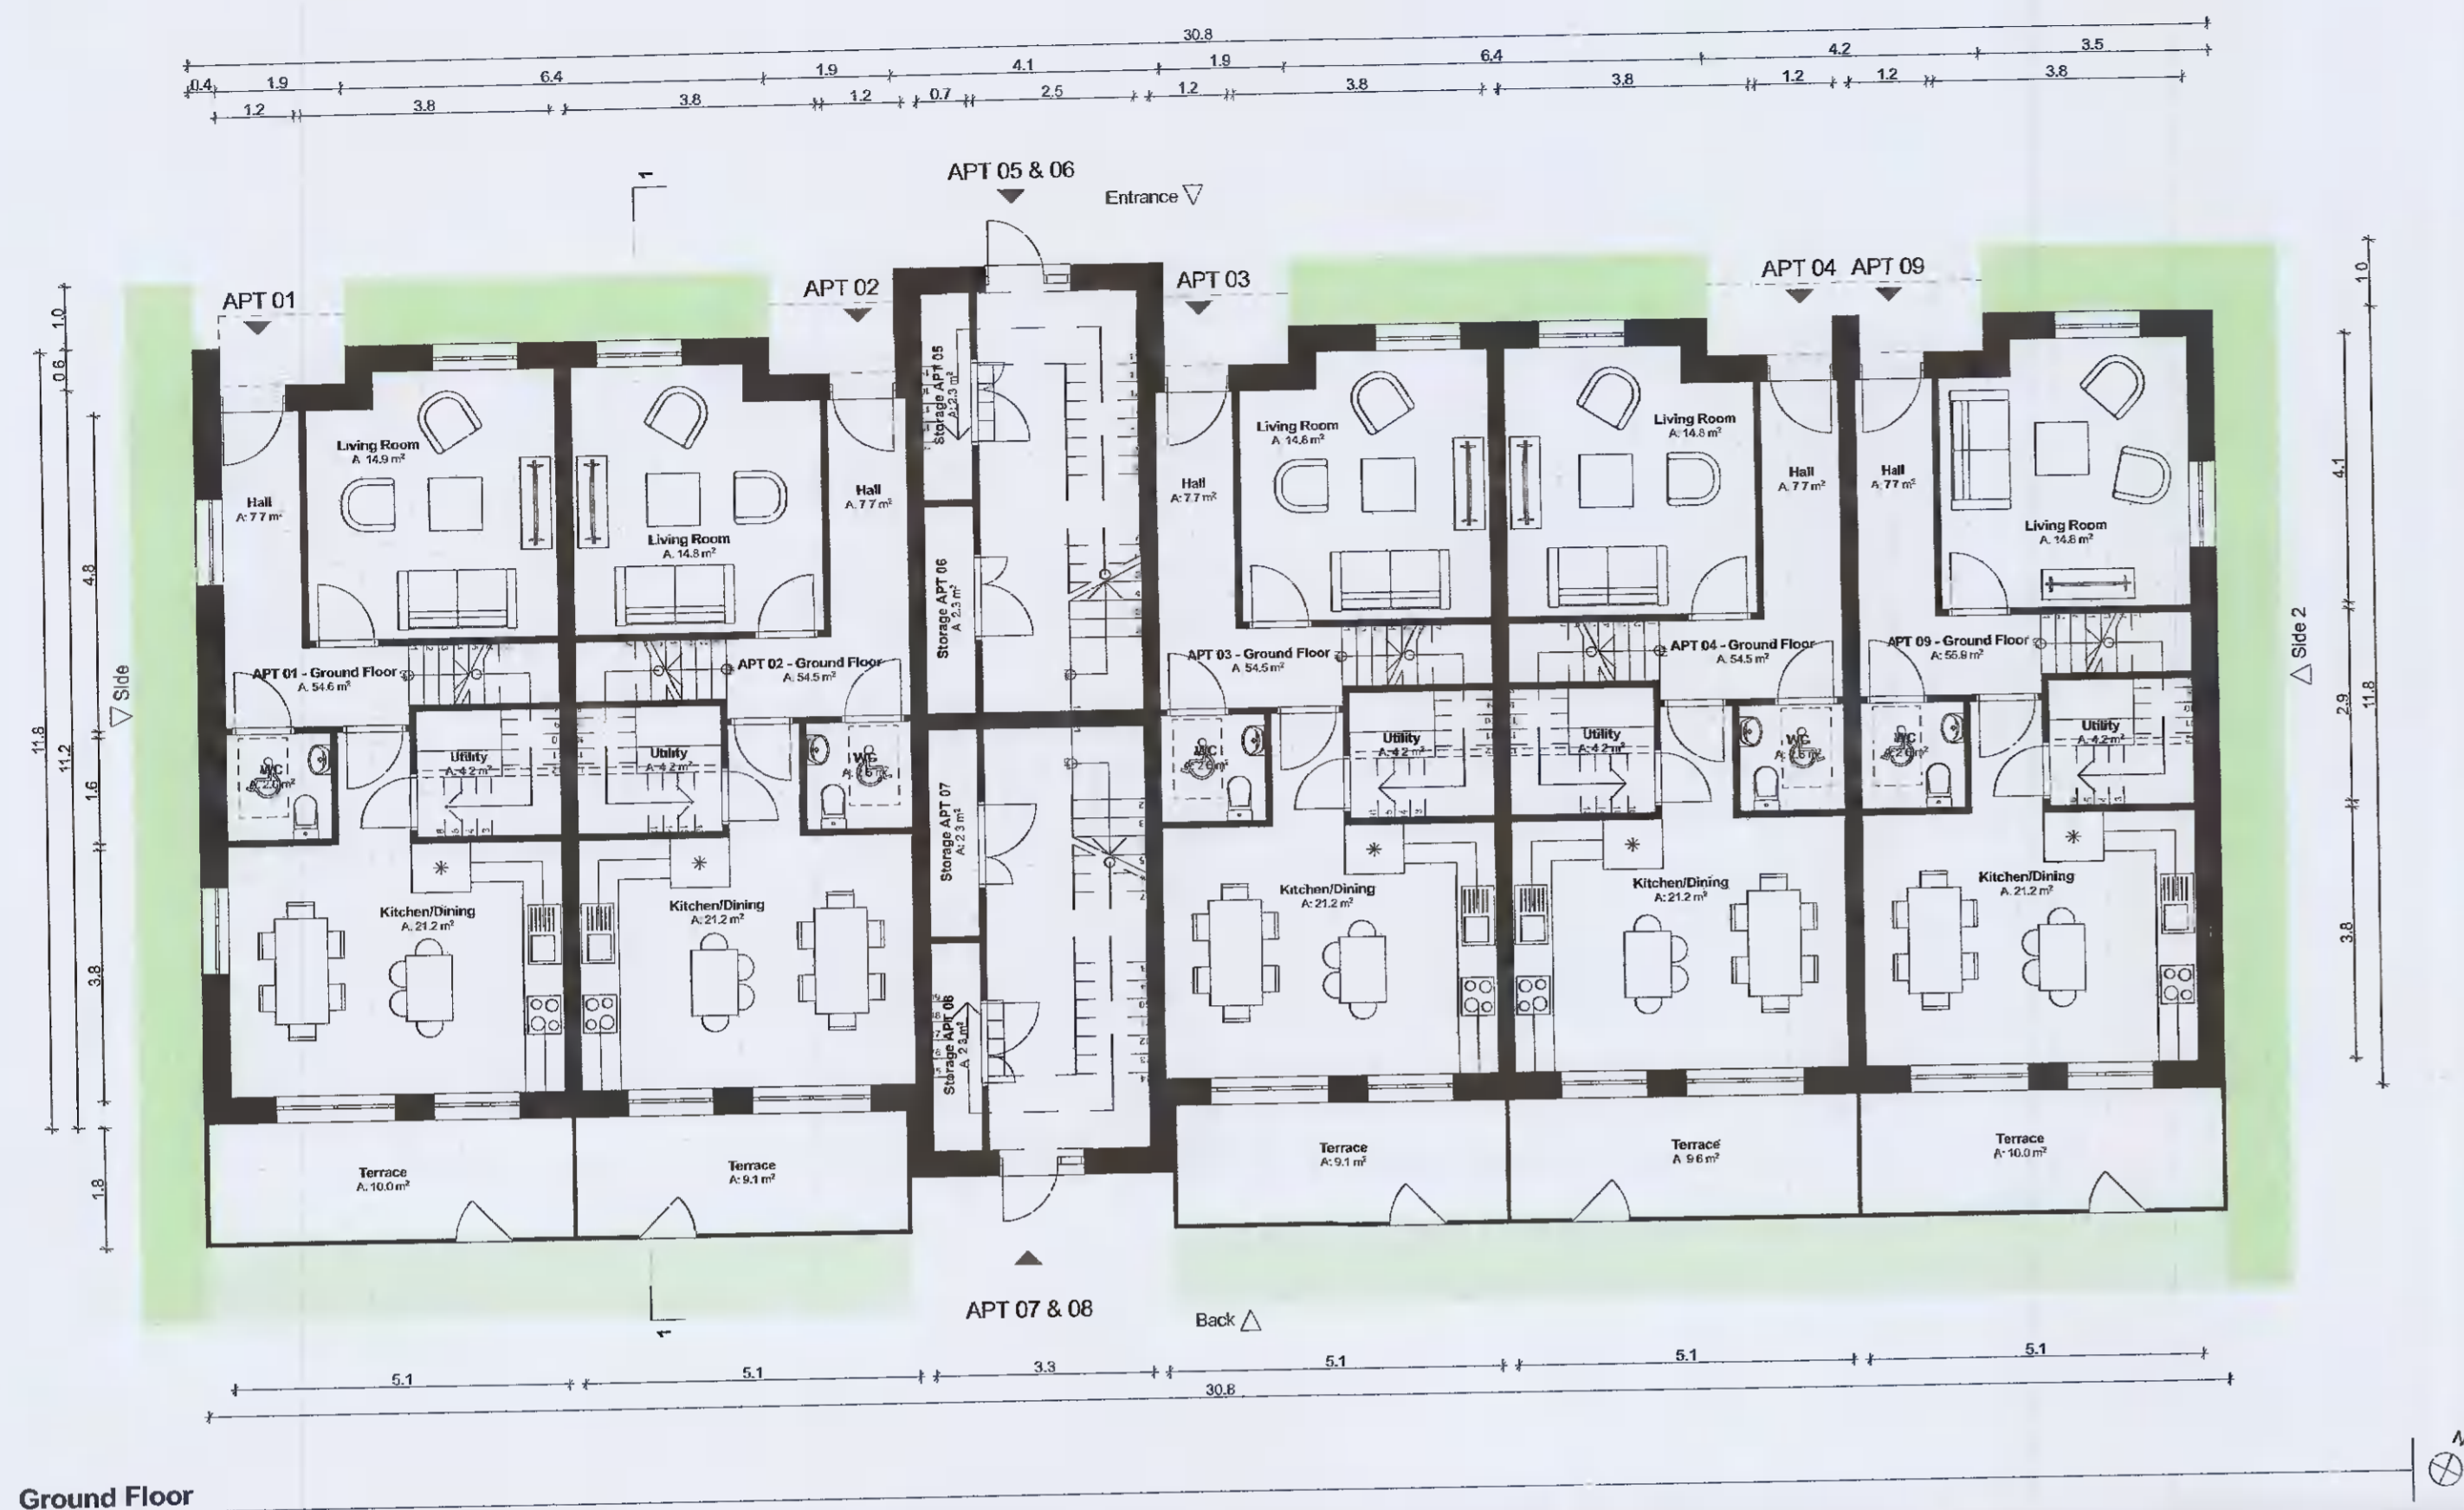 30.8
0.4
1.9
6.4
1.9
4.1
1.9
6.4
4.2
3.5
1.2
3.8
3.8
1.2
0.7
2.5
1.2
3.8
3.8
1.2
1.2
3.8
1
APT 05 & 06
Entrance
APT 01
APT 02
APT 03
APT 04
APT 09
1.0
0.6
11.8
11.2
4.8
1.6
3.8
1.8
Side
Living Room
A. 14.9 m²
Hall
A: 7.7 m²
Living Room
A. 14.8 m²
Hall
A. 7.7 m²
Storage APT 05
A: 2.3 m²
Storage APT 06
A 2.3 m²
Hall
A: 7.7 m²
Living Room
A 14.8 m²
Living Room
A. 14.8 m²
Hall
A 7.7 m²
Hall
A 7.7 m²
Living Room
A. 14.8 m²
APT 01 - Ground Floor
A. 54.6 m²
APT 02 - Ground Floor
A. 54.5 m²
APT 03 - Ground Floor
A 54.5 m²
APT 04 - Ground Floor
A. 54.5 m²
APT 09 - Ground Floor
WC
Utility
A: 4.2 m²
Utility
A: 4.2 m²
WC
Storage APT 07
A: 2.3 m²
WC
Utility
A: 4.2 m²
Utility
A: 4.2 m²
WC
WC
Utility
A: 4.2 m²
Kitchen/Dining
A. 21.2 m²
Kitchen/Dining
A: 21.2 m²
Storage APT 08
A 2.3 m²
Kitchen/Dining
A: 21.2 m²
Kitchen/Dining
A: 21.2 m²
Kitchen/Dining
A. 21.2 m²
Terrace
A: 10.0 m²
Terrace
A: 9.1 m²
Terrace
A: 9.1 m²
Terrace
A 9.6 m²
Terrace
A: 10.0 m²
1.0
4.1
2.9
11.8
3.8
Side 2
APT 07 & 08
Back
1
5.1
5.1
3.3
5.1
5.1
5.1
30.8
Ground Floor
N